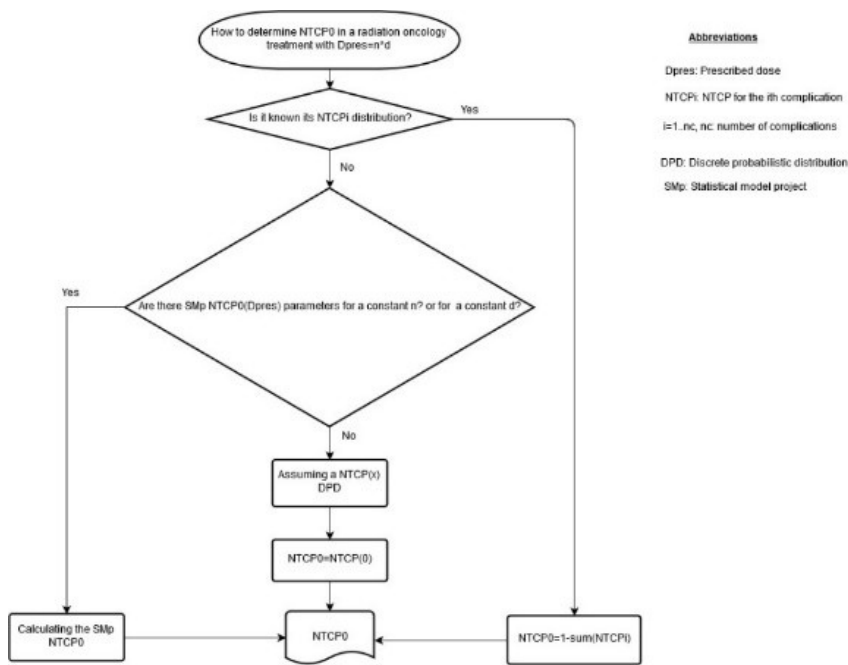 How to determine NTCP0 in a radiation oncology
treatment with Dpres=n*d
Abbreviations
Dpres: Prescribed dose
NTCPi: NTCP for the ith complication
i=1..nc, nc: number of complications
DPD: Discrete probabilistic distribution
SMp: Statistical model project
Is it known its NTCPi distribution?
Yes
No
Are there SMp NTCP0(Dpres) parameters for a constant n? or for a constant d?
Yes
No
Assuming a NTCP(x)
DPD
NTCP0=NTCP(0)
Calculating the SMp
NTCP0
NTCP0
NTCP0=1-sum(NTCPi)